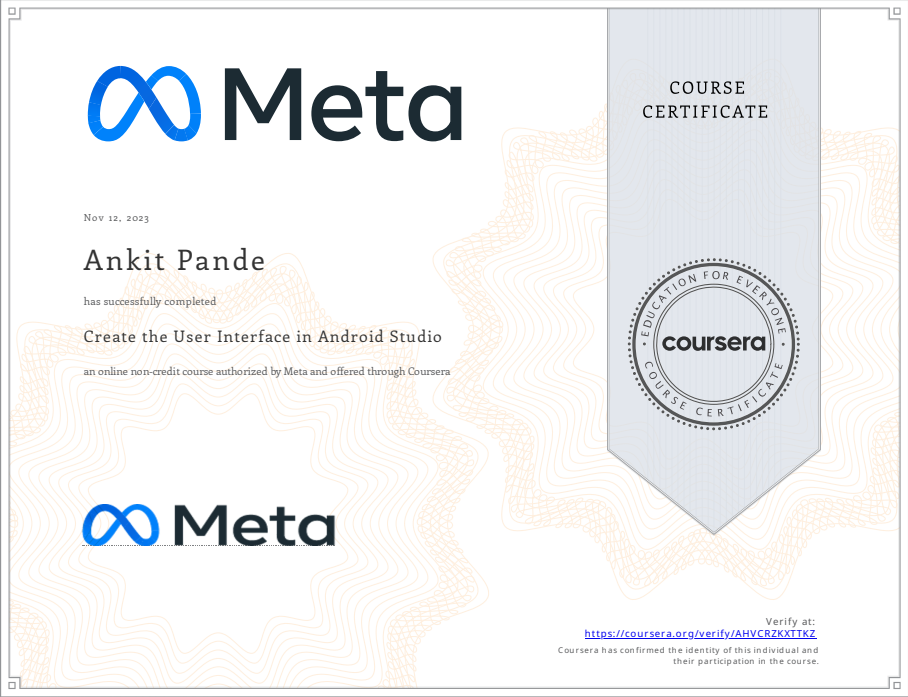 Meta
COURSE
CERTIFICATE
Nov 12, 2023
Ankit Pande
has successfully completed
Create the User Interface in Android Studio
an online non-credit course authorized by Meta and offered through Coursera
EDUCATION FOR EVERYONE
coursera
COURSE CERTIFICATE
Meta
Verify at:
https://coursera.org/verify/AHVCRZKXTTKZ
Coursera has confirmed the identity of this individual and
their participation in the course.